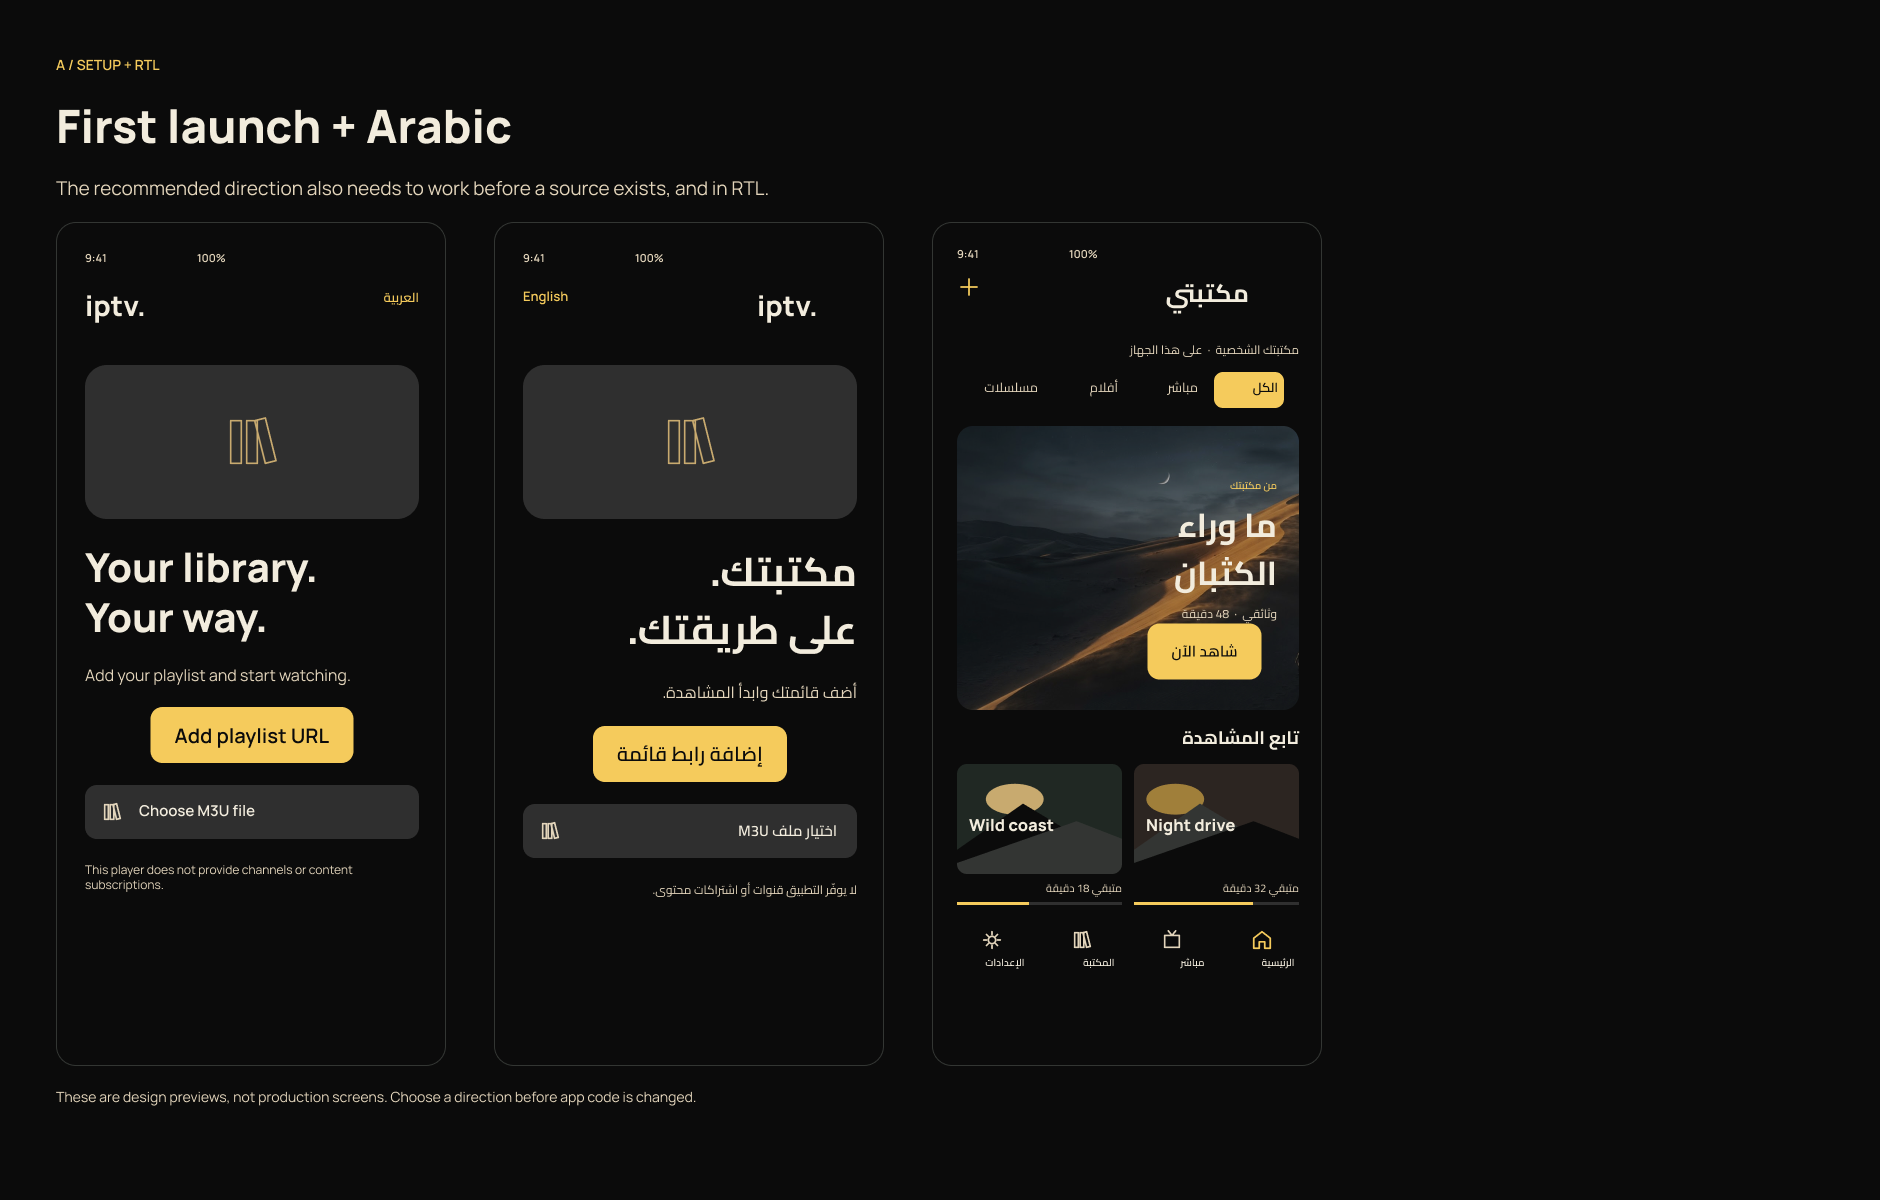 A / SETUP + RTL
First launch + Arabic
The recommended direction also needs to work before a source exists, and in RTL.
9:41 100%
iptv. العربية
Your library.
Your way.
Add your playlist and start watching.
Add playlist URL
Choose M3U file
This player does not provide channels or content
subscriptions.
9:41 100%
English iptv.
مكتبتك.
على طريقتك.
أضف قائمتك وابدأ المشاهدة.
إضافة رابط قائمة
اختيار ملف M3U
لا يوفّر التطبيق قنوات أو اشتراكات محتوى.
9:41 100%
مكتبتي
مكتبتك الشخصية · على هذا الجهاز
الكل مباشر أفلام مسلسلات
من مكتبتك
ما وراء
الكثبان
وثائقي · 48 دقيقة
شاهد الآن
تابع المشاهدة
Wild coast Night drive
متبقي 32 دقيقة متبقي 18 دقيقة
الرئيسية مباشر المكتبة الإعدادات
These are design previews, not production screens. Choose a direction before app code is changed.